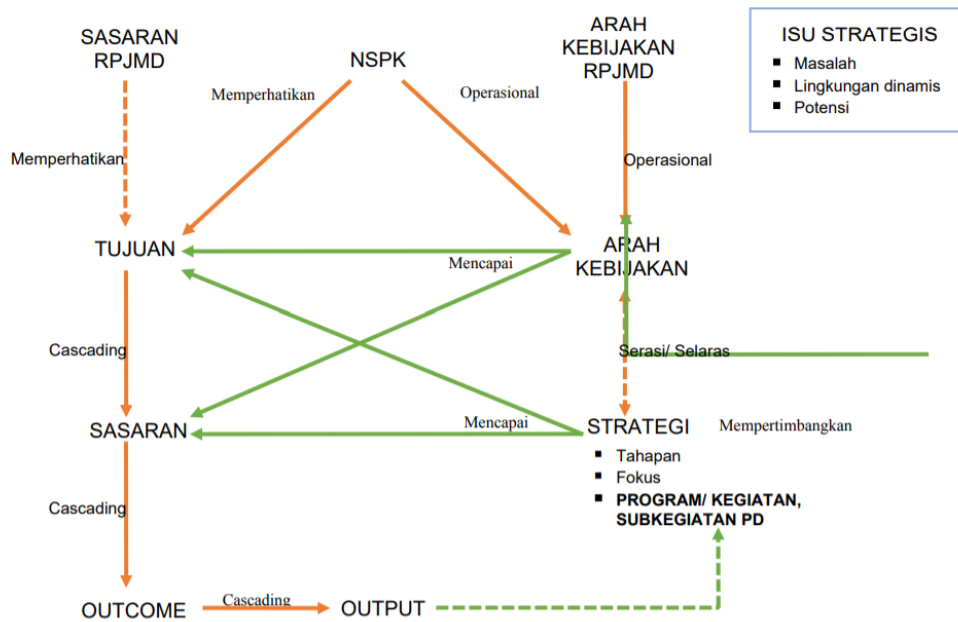 SASARAN
RPJMD
NSPK
ARAH
KEBIJAKAN
RPJMD
ISU STRATEGIS
Masalah
Lingkungan dinamis
Potensi
Memperhatikan
Operasional
Memperhatikan
Operasional
TUJUAN
Mencapai
ARAH
KEBIJAKAN
Cascading
Serasi/ Selaras
SASARAN
Mencapai
STRATEGI
Mempertimbangkan
Tahapan
Fokus
PROGRAM/ KEGIATAN,
SUBKEGIATAN PD
Cascading
OUTCOME
Cascading
OUTPUT